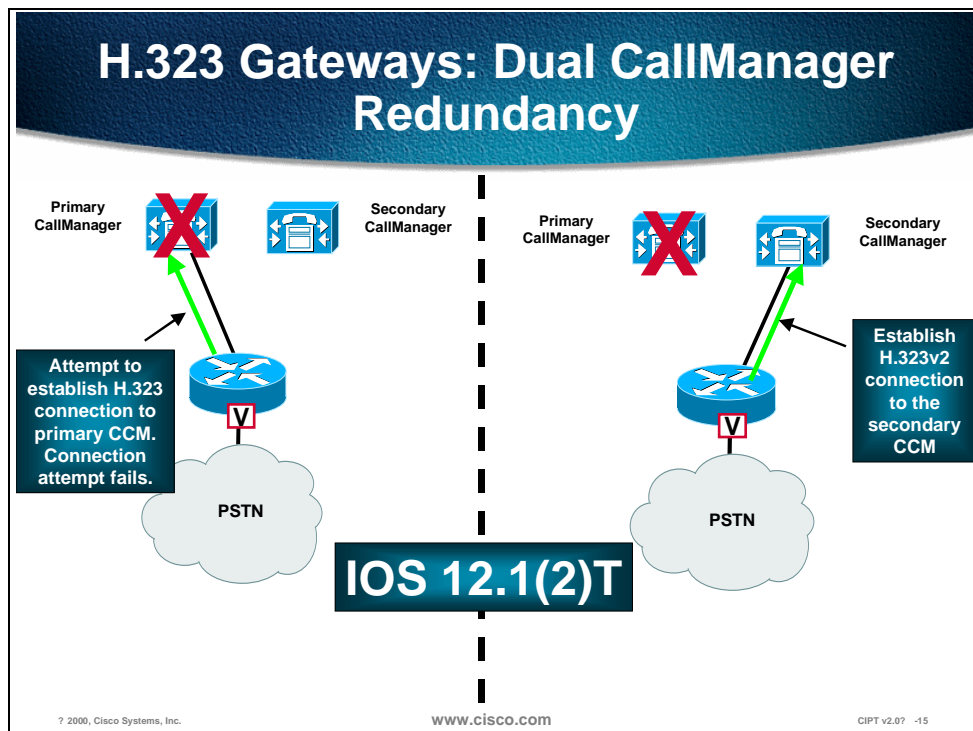 H.323 Gateways: Dual CallManager
Redundancy
Primary
CallManager
Secondary
CallManager
Attempt to
establish H.323
connection to
primary CCM.
Connection
attempt fails.
V
PSTN
Primary
CallManager
Secondary
CallManager
Establish
H.323v2
connection
to the
secondary
CCM
V
PSTN
IOS 12.1(2)T
? 2000, Cisco Systems, Inc.
www.cisco.com
CIPT v2.0? -15